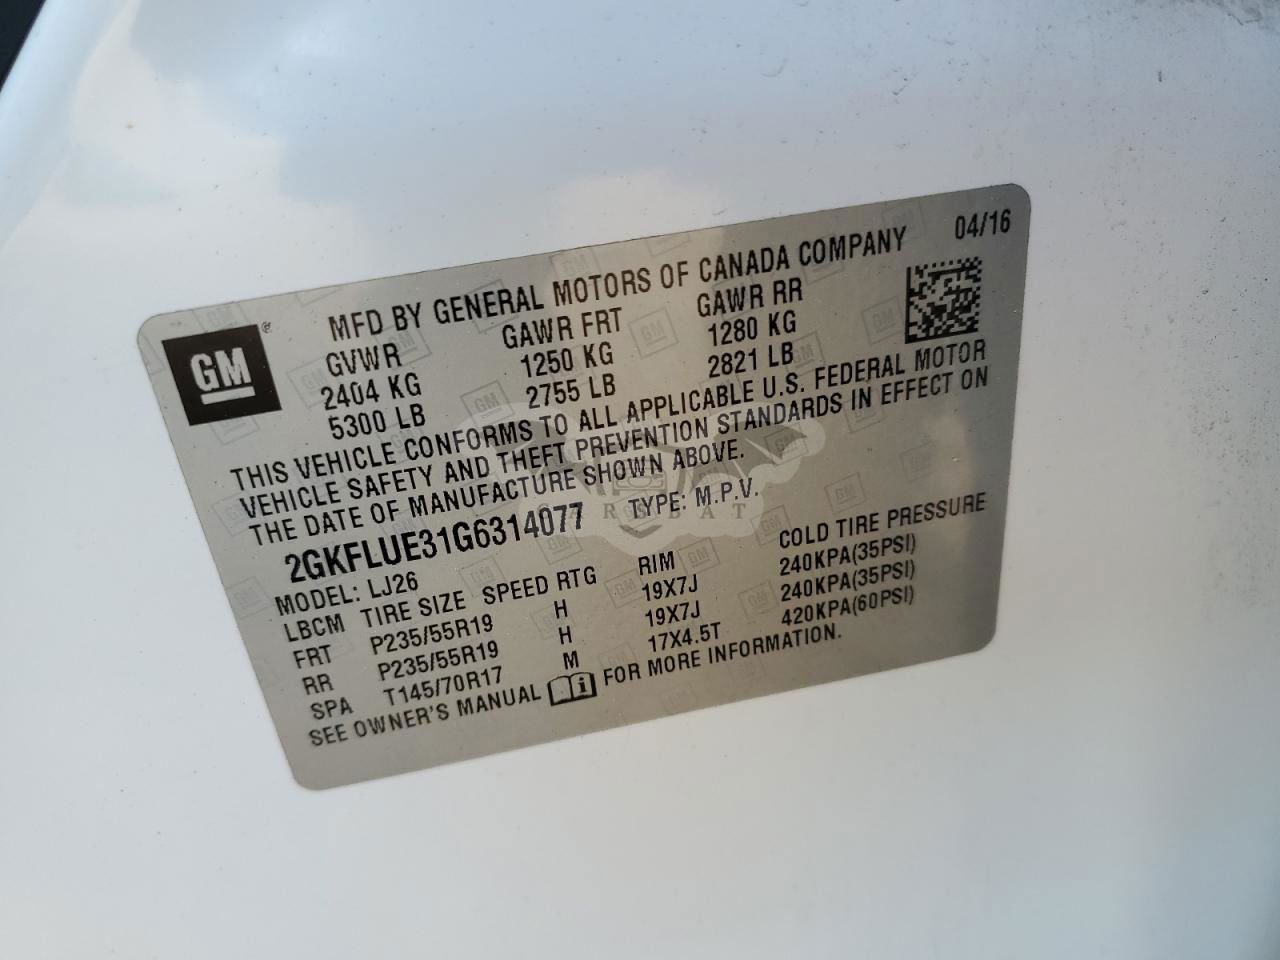 04/16
MFD BY GENERAL MOTORS OF CANADA COMPANY
GM®
GVWR GAWR FRT GAWR RR
2404 KG 1250 KG 1280 KG
5300 LB 2755 LB 2821 LB
THIS VEHICLE CONFORMS TO ALL APPLICABLE U.S. FEDERAL MOTOR
VEHICLE SAFETY AND THEFT PREVENTION STANDARDS IN EFFECT ON
THE DATE OF MANUFACTURE SHOWN ABOVE.
2GKFLUE31G6314077 TYPE: M.P.V.
MODEL: LJ26
LBCM TIRE SIZE SPEED RTG RIM COLD TIRE PRESSURE
FRT P235/55R19 H 19X7J 240KPA(35PSI)
RR P235/55R19 H 19X7J 240KPA(35PSI)
SPA T145/70R17 M 17X4.5T 420KPA(60PSI)
SEE OWNER'S MANUAL FOR MORE INFORMATION.